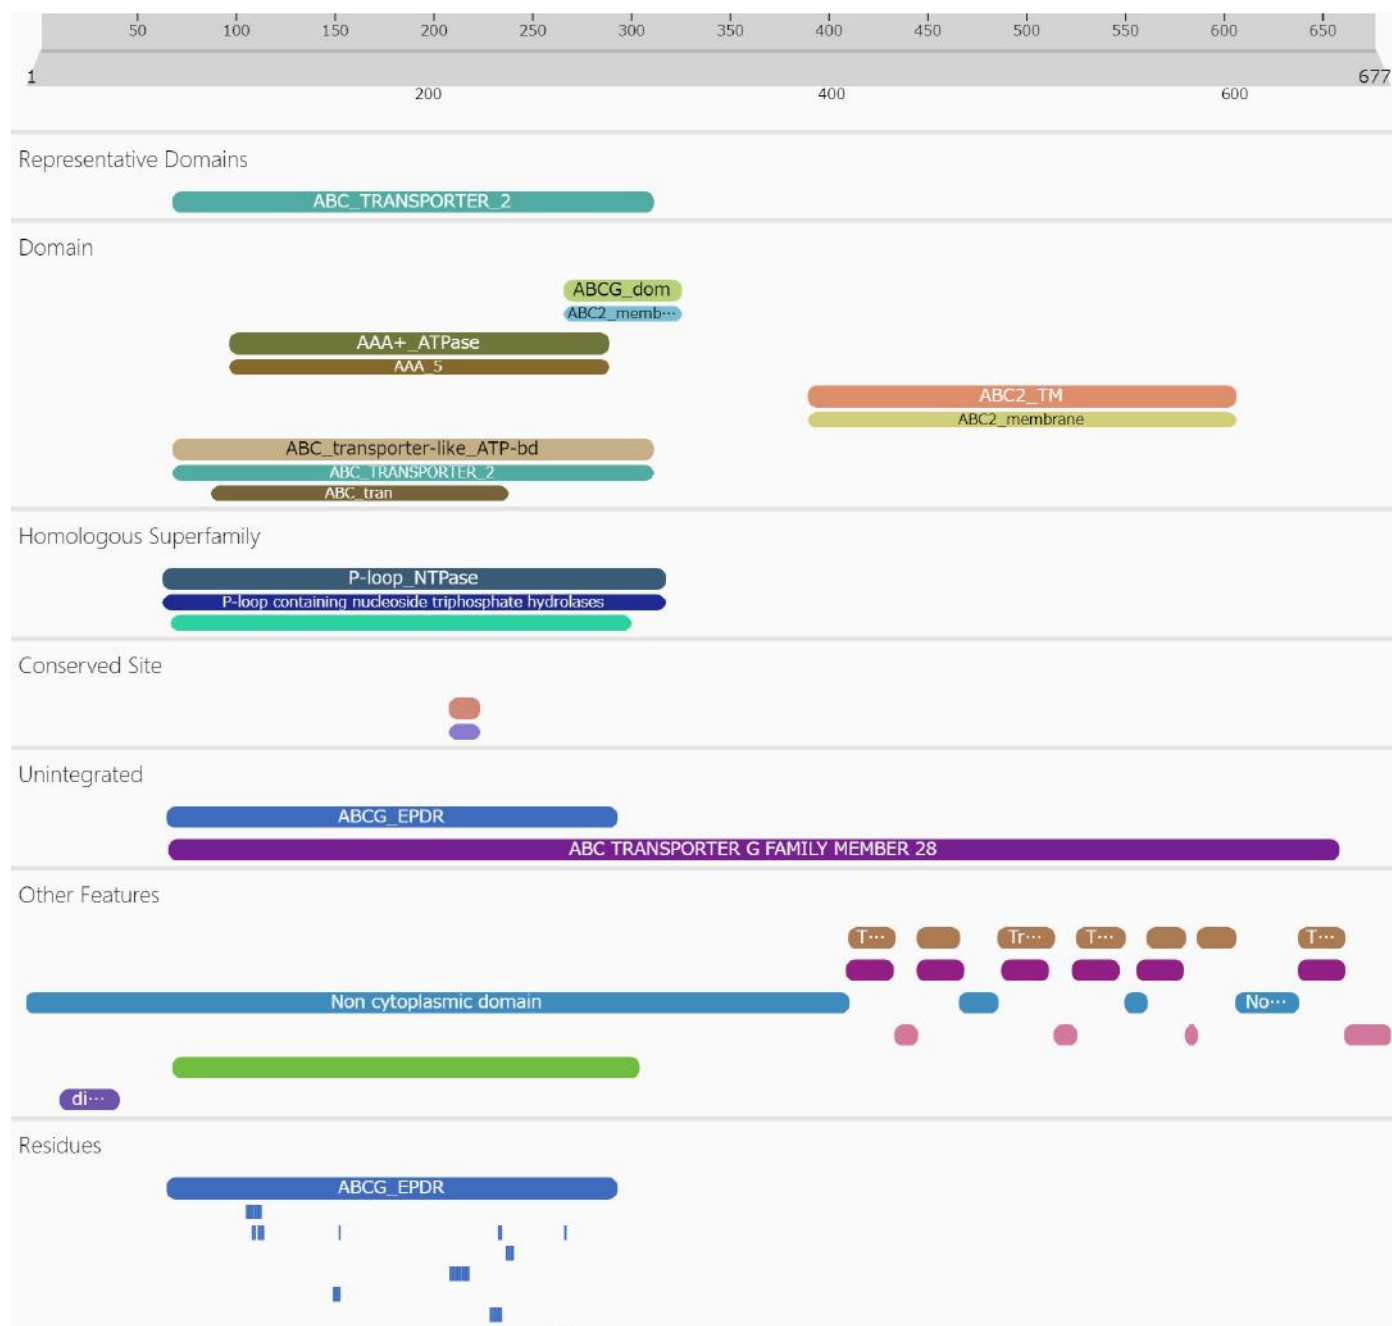 50 100 150 200 250 300 350 400 450 500 550 600 650
1 677
200 400 600
Representative Domains
ABC_TRANSPORTER_2
Domain
ABCG_dom
ABC2_memb···
AAA+_ATPase
AAA_5
ABC2_TM
ABC2_membrane
ABC_transporter-like_ATP-bd
ABC_TRANSPORTER_2
ABC_tran
Homologous Superfamily
P-loop_NTPase
P-loop containing nucleoside triphosphate hydrolases
Conserved Site
Unintegrated
ABCG_EPDR
ABC TRANSPORTER G FAMILY MEMBER 28
Other Features
T··· Tr··· T··· T···
Non cytoplasmic domain No···
di···
Residues
ABCG_EPDR